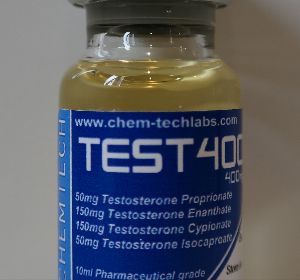 www.chem-techlabs.com
TEST400
50mg Testosterone Proprionate
150mg Testosterone Enanthate
150mg Testosterone Cypionate
50mg Testosterone Isocaproate
10ml Pharmaceutical grade
CHEMTECH